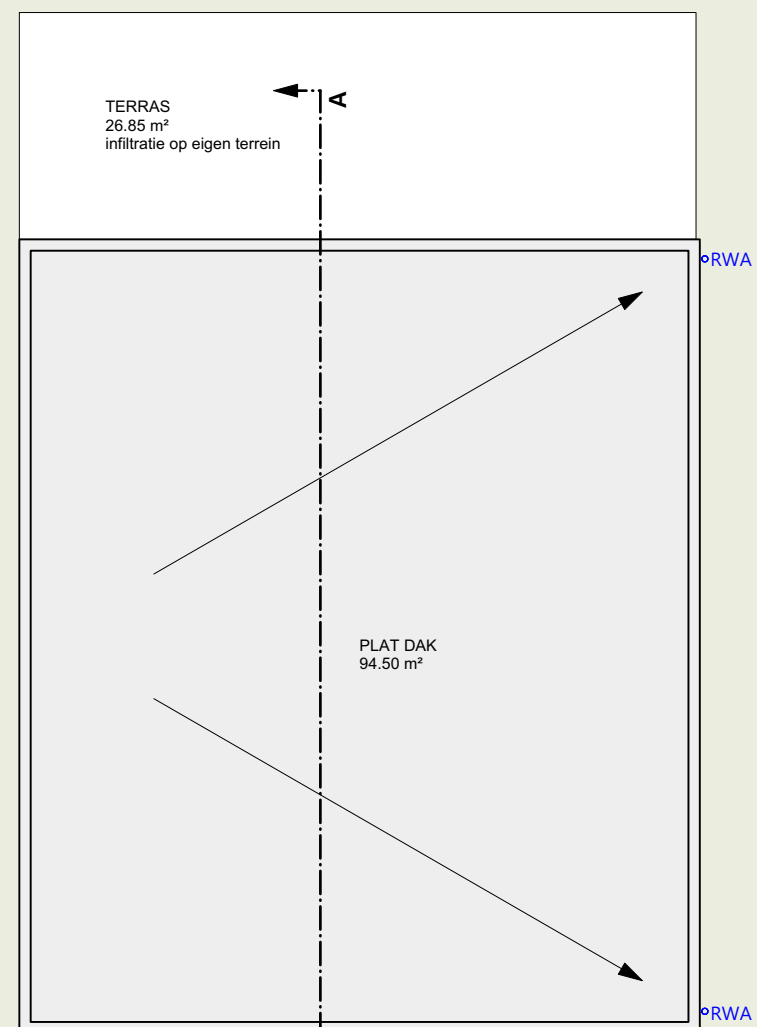 A
TERRAS
26.85 m²
infiltratie op eigen terrein
RWA
PLAT DAK
94.50 m²
RWA